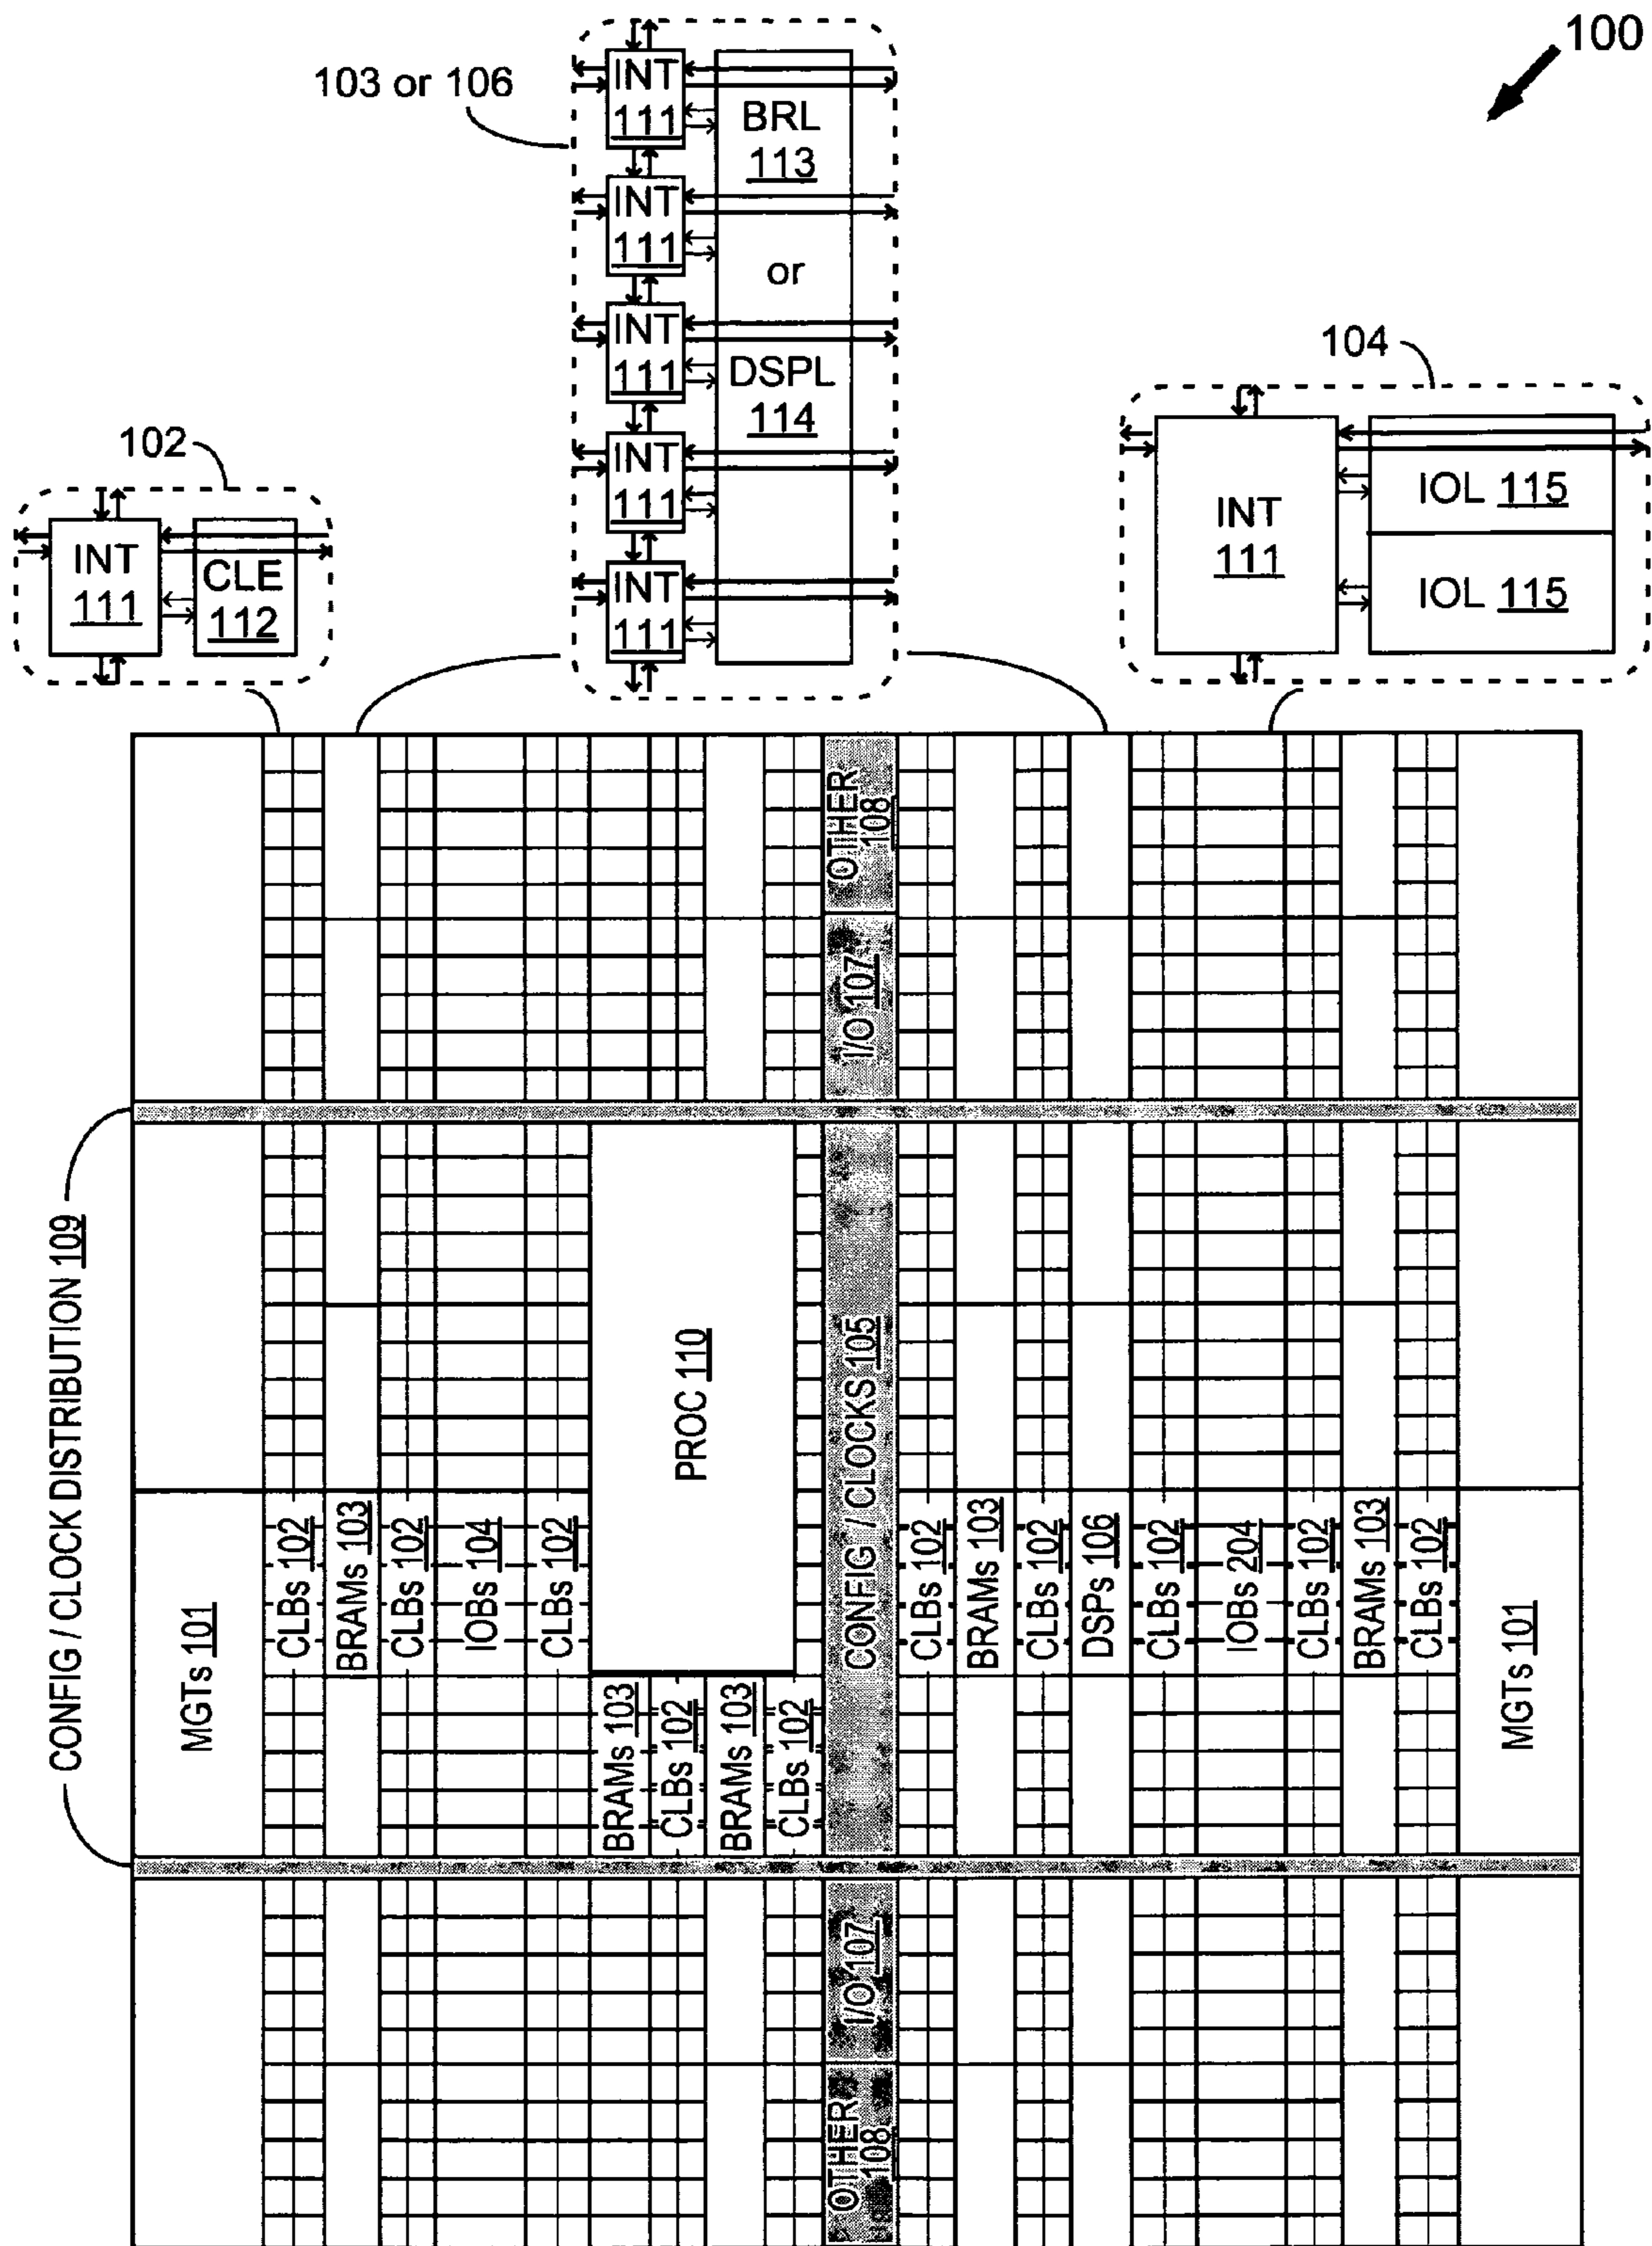 100
103 or 106
INT
111
INT
111
INT
111
INT
111
INT
111
BRL
113
or
DSPL
114
104
INT
111
IOL 115
IOL 115
102
INT
111
CLE
112
OTHER
108
I/O 107
CONFIG / CLOCK DISTRIBUTION 109
PROC 110
CONFIG / CLOCKS 105
MGTs 101
CLBs 102
BRAMs 103
CLBs 102
IOBs 104
CLBs 102
CLBs 102
BRAMs 103
CLBs 102
DSPs 106
CLBs 102
IOBs 204
CLBs 102
BRAMs 103
CLBs 102
MGTs 101
BRAMs 103
CLBs 102
BRAMs 103
CLBs 102
I/O 107
OTHER
108